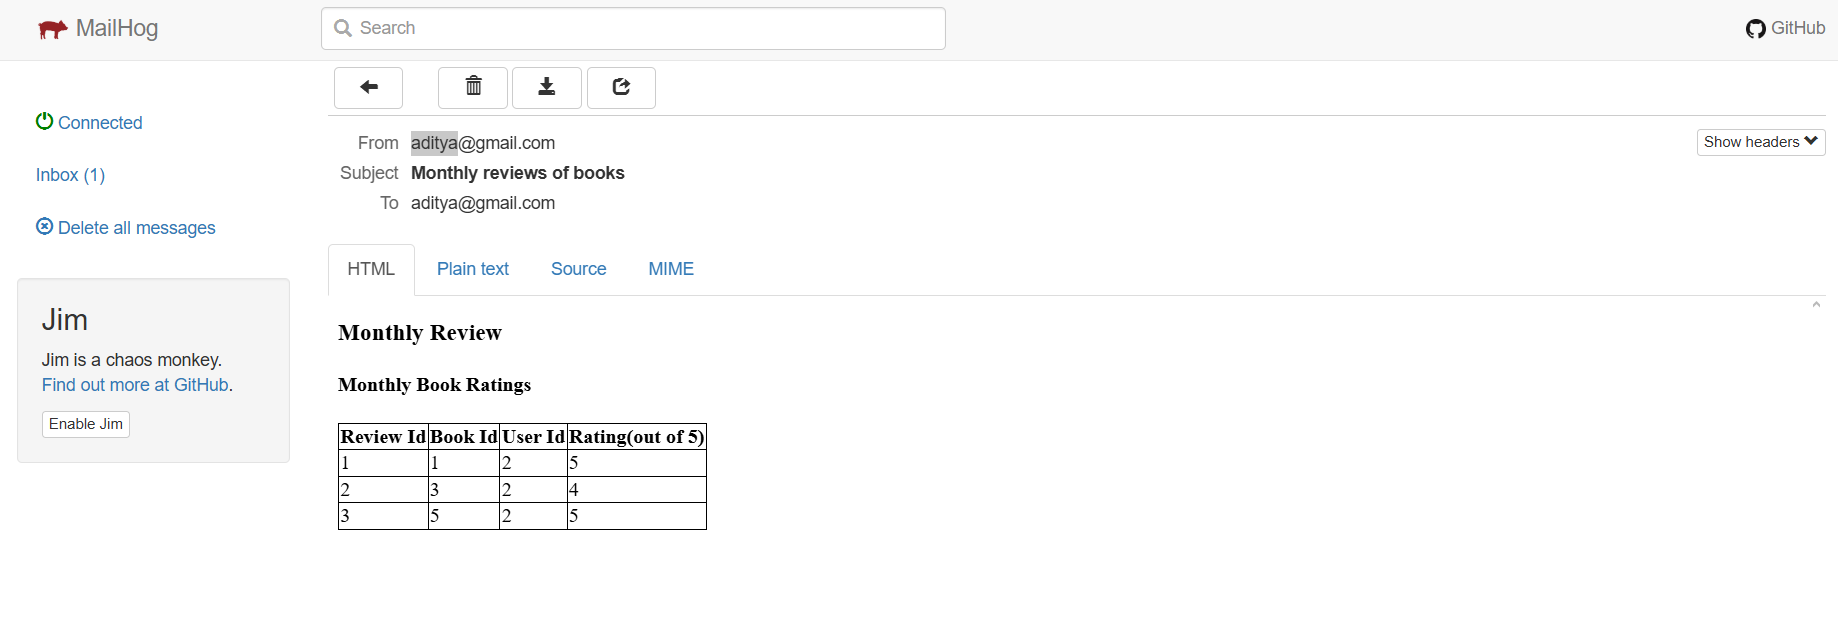 MailHog
Search
GitHub
Connected
Inbox (1)
Delete all messages
Jim
Jim is a chaos monkey.
Find out more at GitHub.
Enable Jim
From aditya@gmail.com
Show headers
Subject Monthly reviews of books
To aditya@gmail.com
HTML Plain text Source MIME
Monthly Review
Monthly Book Ratings
Review Id Book Id User Id Rating(out of 5)
1 1 2 5
2 3 2 4
3 5 2 5